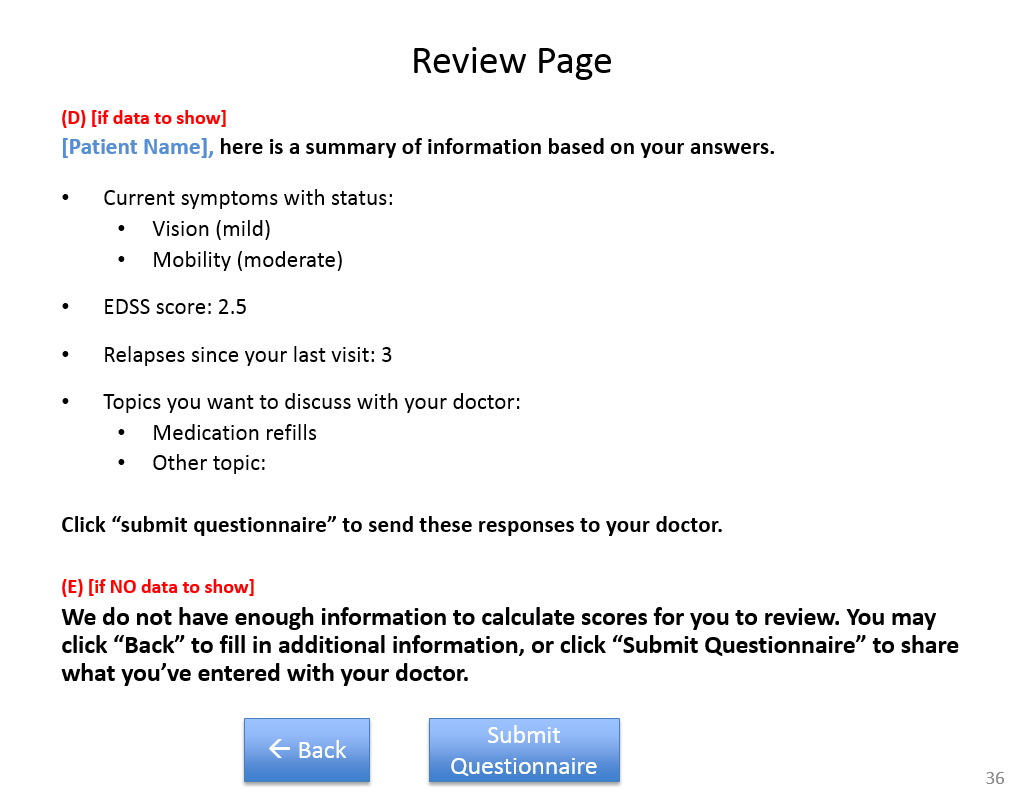 Review Page
(D) [if data to show]
[Patient Name], here is a summary of information based on your answers.
• Current symptoms with status:
• Vision (mild)
• Mobility (moderate)
• EDSS score: 2.5
• Relapses since your last visit: 3
• Topics you want to discuss with your doctor:
• Medication refills
• Other topic:
Click “submit questionnaire” to send these responses to your doctor.
(E) [if NO data to show]
We do not have enough information to calculate scores for you to review. You may
click “Back” to fill in additional information, or click “Submit Questionnaire” to share
what you’ve entered with your doctor.
← Back
Submit
Questionnaire
36